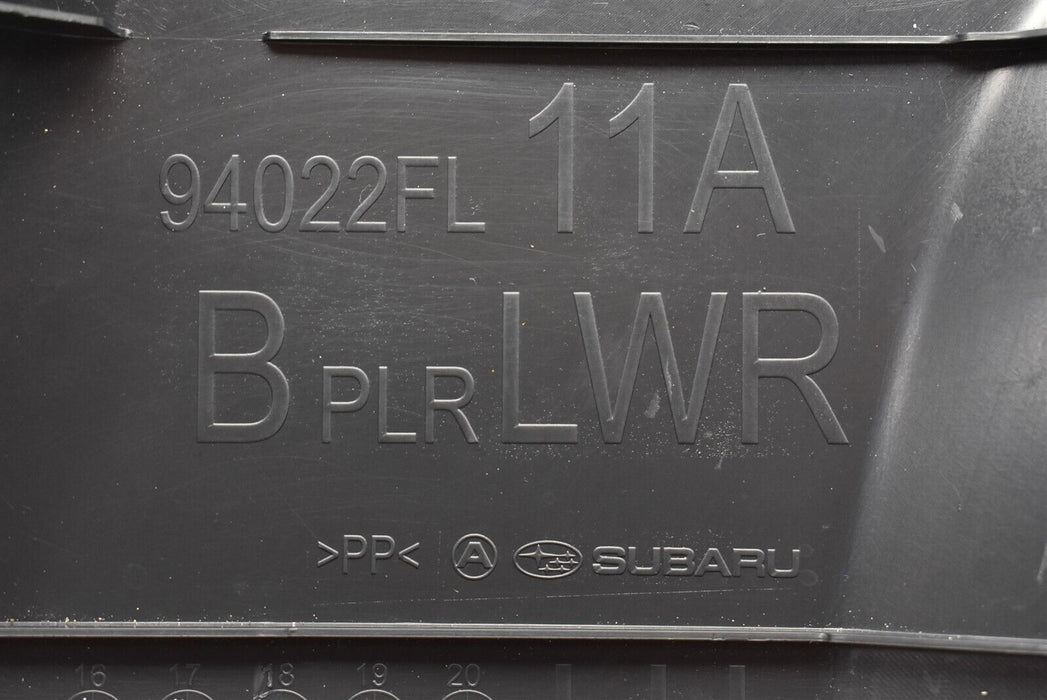 94022FL 11A
B PLR LWR
>PP< A SUBARU
16 17 18 19 20